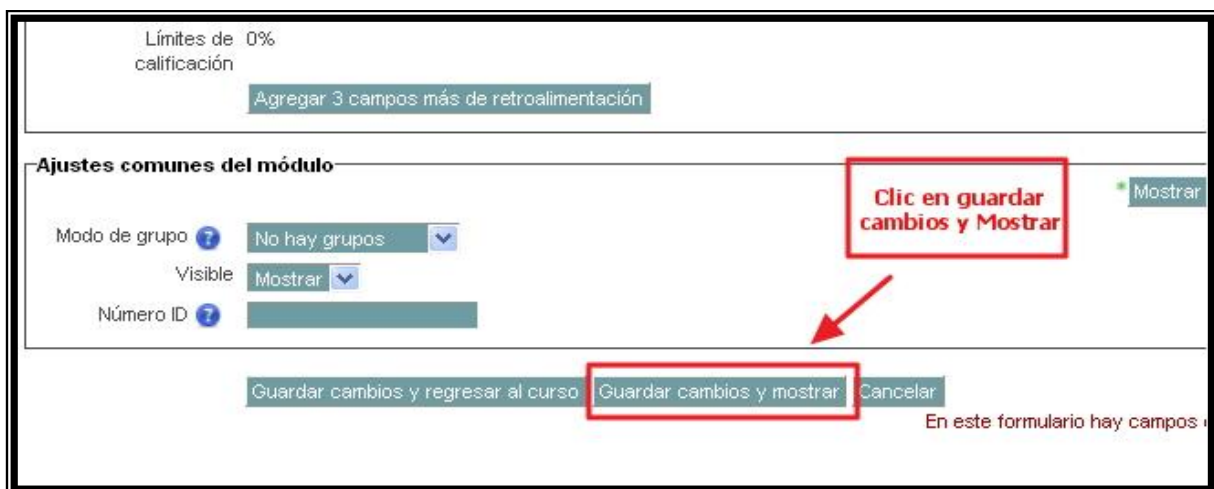 Límites de 0%
calificación
Agregar 3 campos más de retroalimentación
Ajustes comunes del módulo
Clic en guardar
cambios y Mostrar
* Mostrar
Modo de grupo ? No hay grupos
Visible Mostrar
Número ID ?
Guardar cambios y regresar al curso Guardar cambios y mostrar Cancelar
En este formulario hay campos